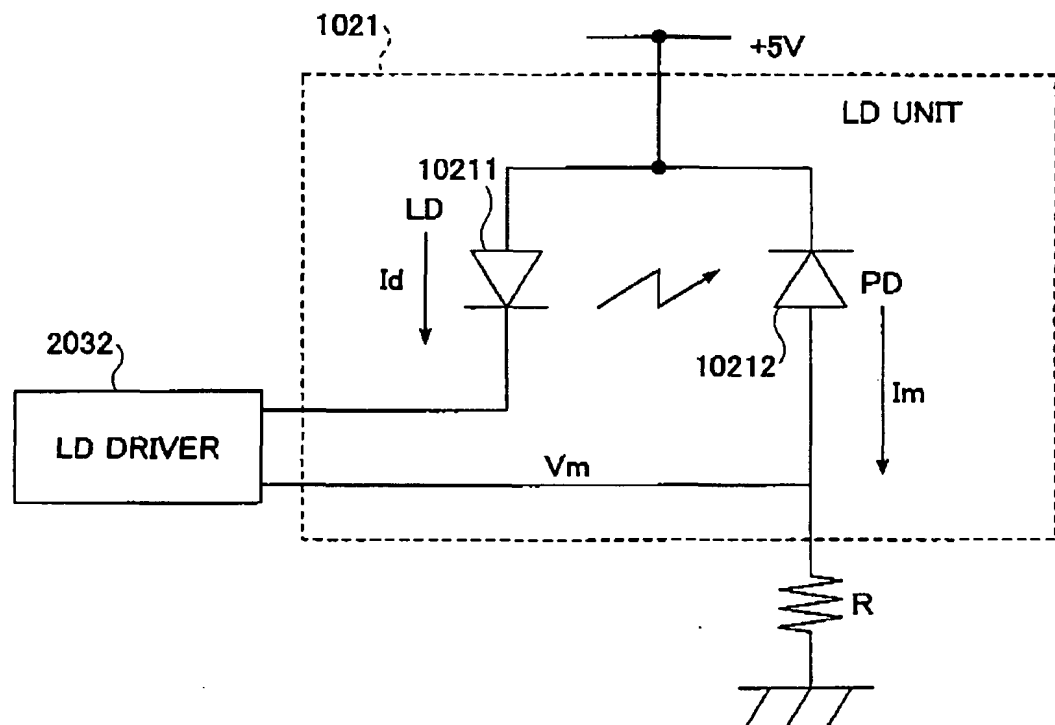 1021
+5V
LD UNIT
10211
LD
Id
PD
10212
Im
2032
LD DRIVER
Vm
R